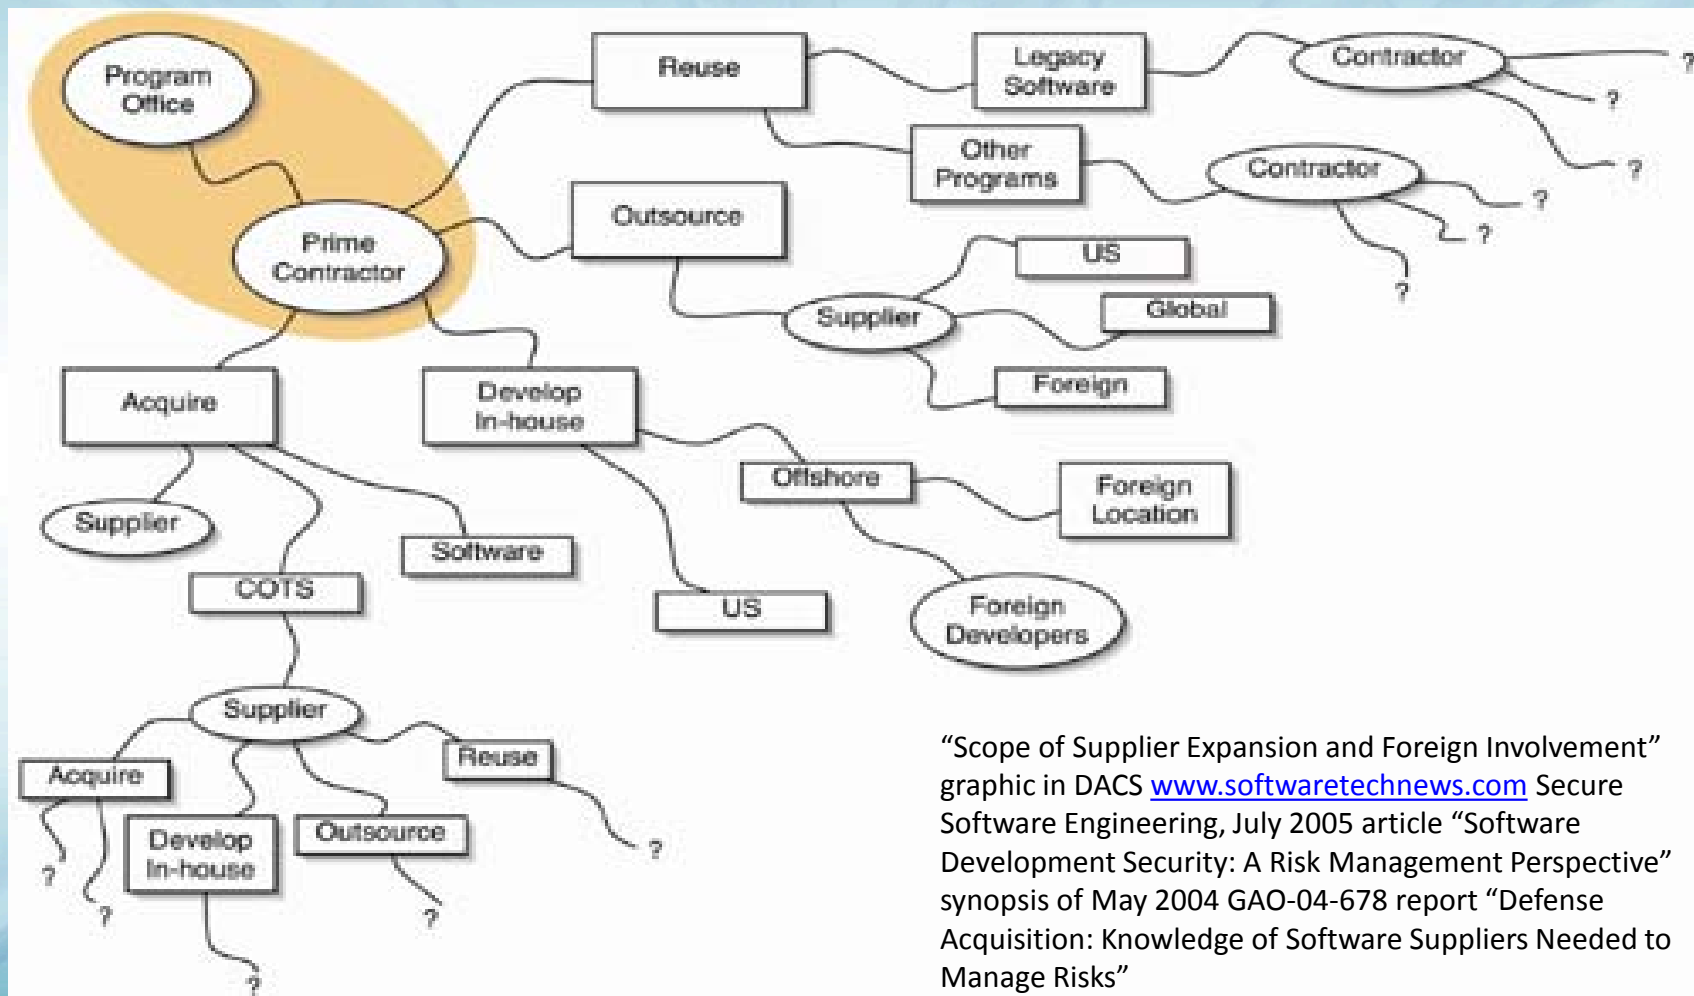 Program
Office
Prime
Contractor
Reuse
Legacy
Software
Contractor
?
?
?
Other
Programs
Contractor
?
?
?
Outsource
Supplier
US
Global
Foreign
Acquire
Supplier
COTS
Software
Develop
In-house
Offshore
Foreign
Location
Foreign
Developers
US
Supplier
Acquire
?
?
Develop
In-house
?
Outsource
?
Reuse
?
“Scope of Supplier Expansion and Foreign Involvement”
graphic in DACS www.softwaretechnews.com Secure
Software Engineering, July 2005 article “Software
Development Security: A Risk Management Perspective”
synopsis of May 2004 GAO-04-678 report “Defense
Acquisition: Knowledge of Software Suppliers Needed to
Manage Risks”